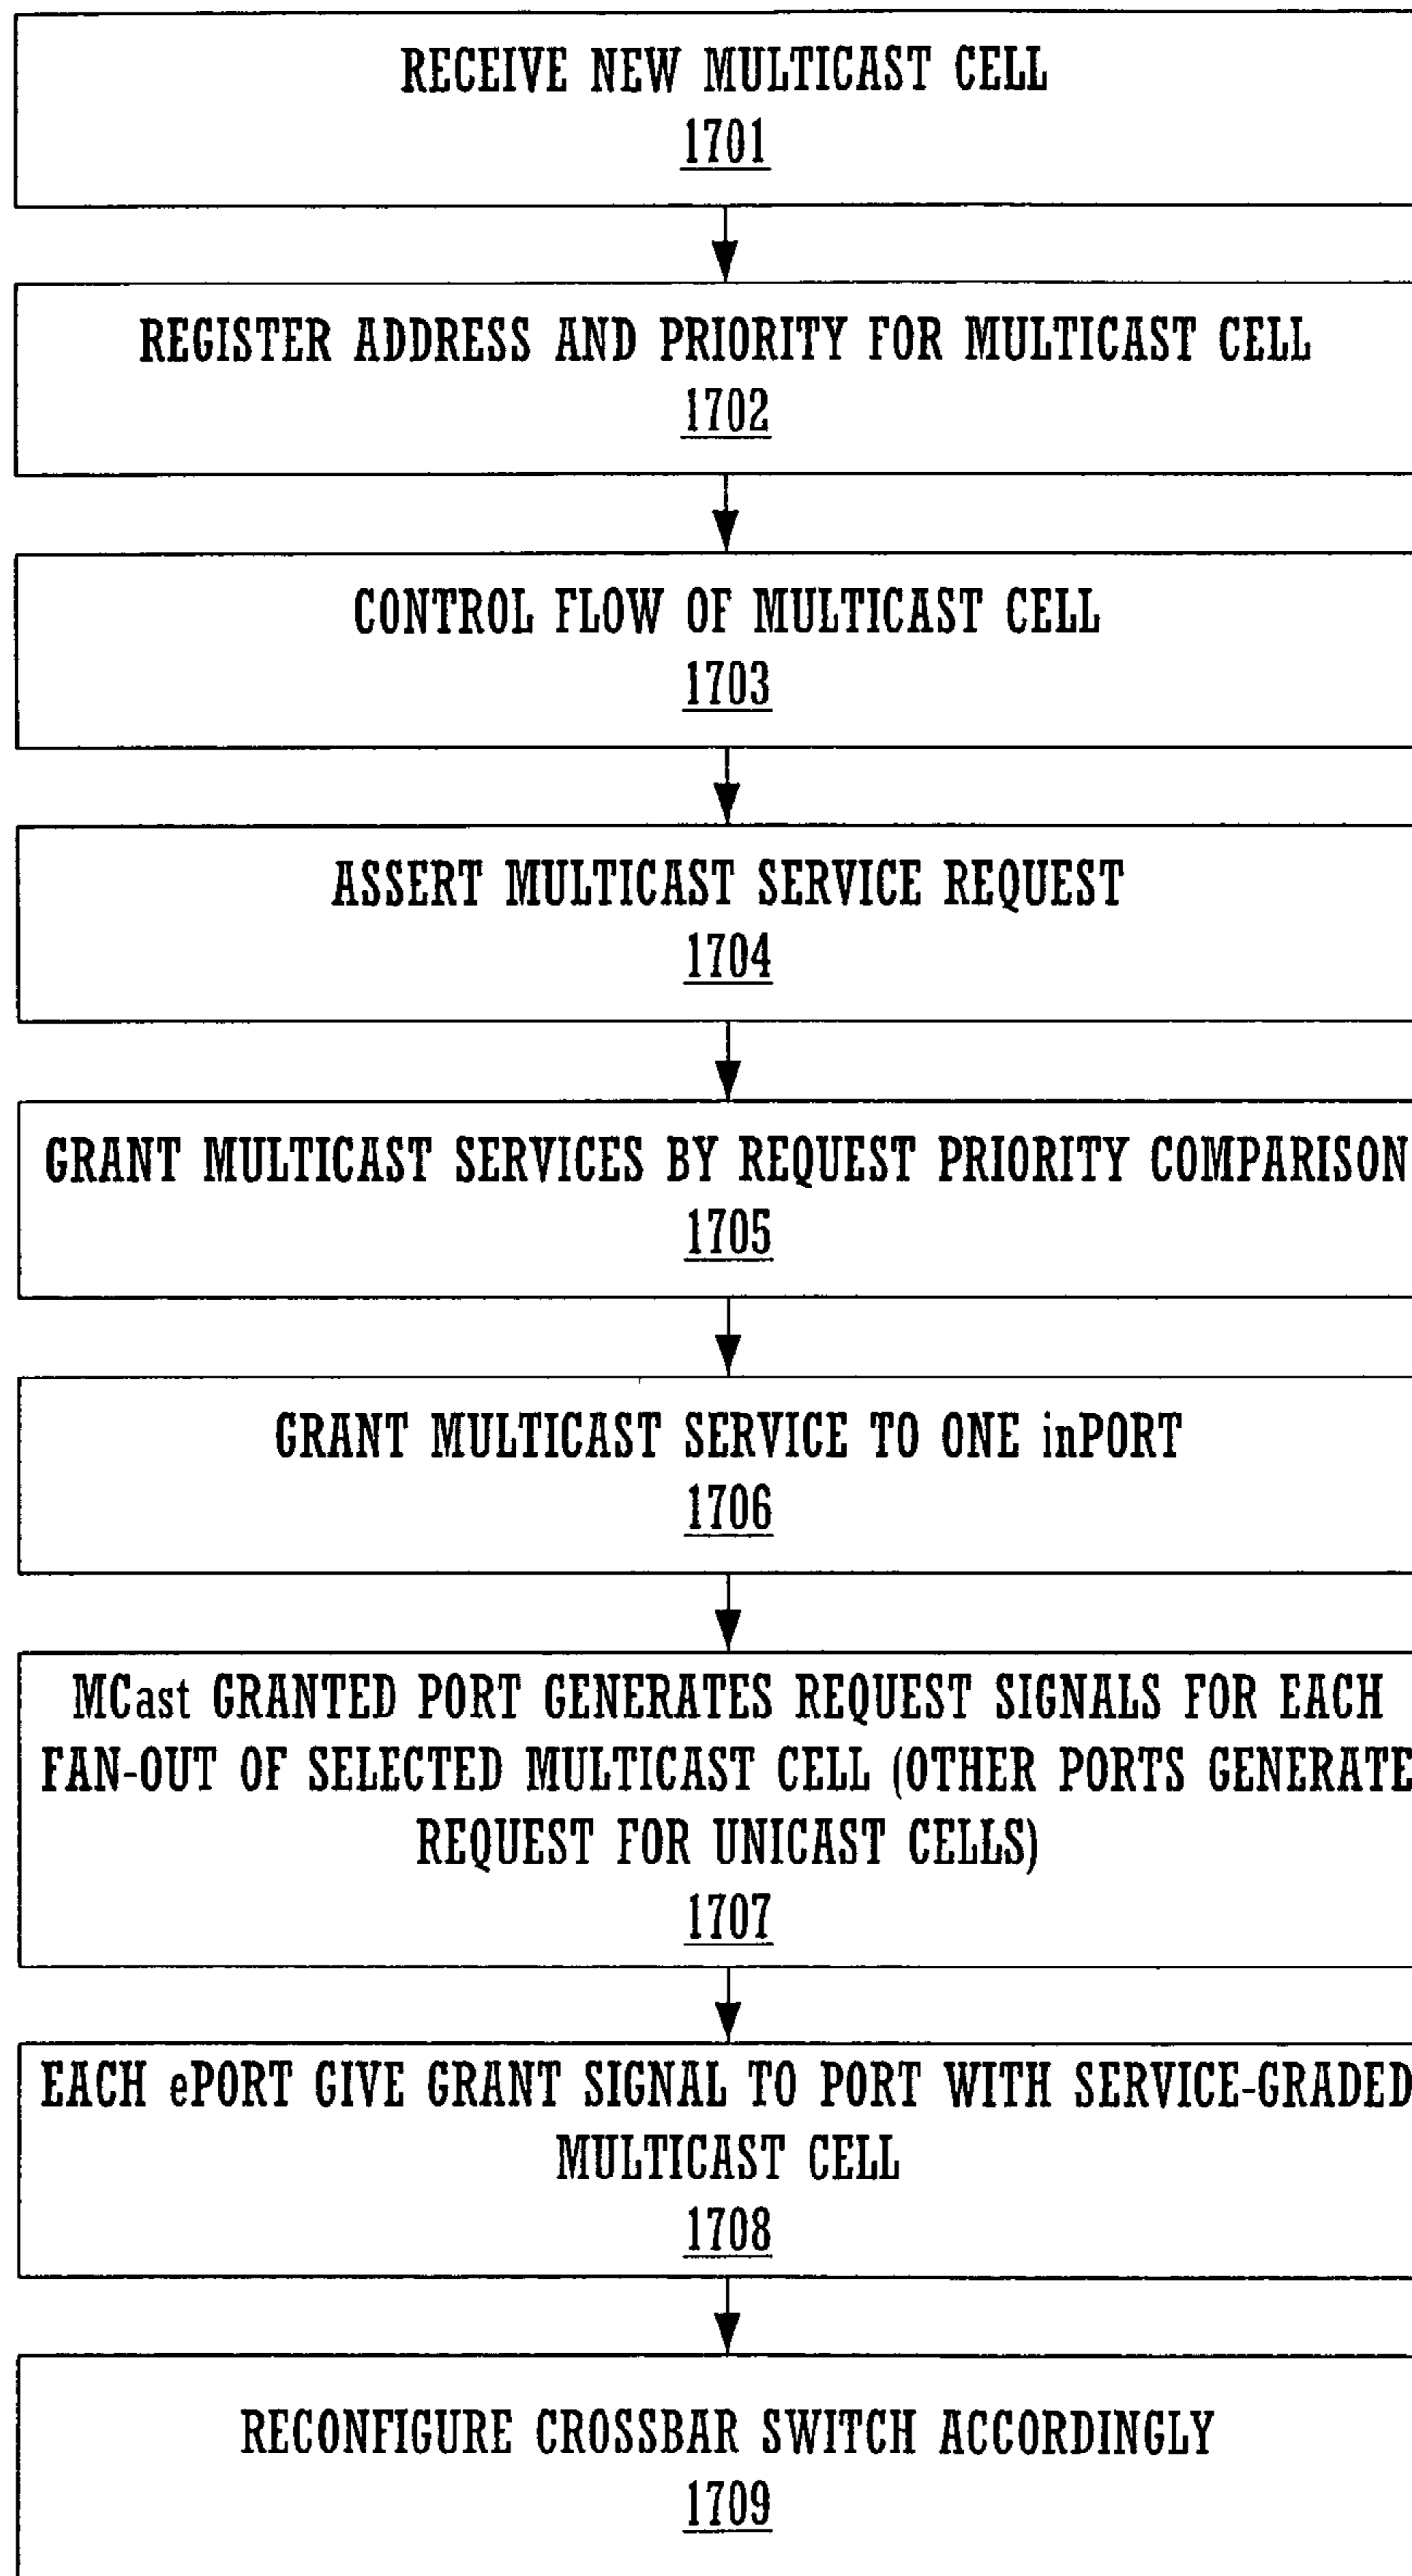 RECEIVE NEW MULTICAST CELL
1701
REGISTER ADDRESS AND PRIORITY FOR MULTICAST CELL
1702
CONTROL FLOW OF MULTICAST CELL
1703
ASSERT MULTICAST SERVICE REQUEST
1704
GRANT MULTICAST SERVICES BY REQUEST PRIORITY COMPARISON
1705
GRANT MULTICAST SERVICE TO ONE inPORT
1706
MCast GRANTED PORT GENERATES REQUEST SIGNALS FOR EACH
FAN-OUT OF SELECTED MULTICAST CELL (OTHER PORTS GENERATE
REQUEST FOR UNICAST CELLS)
1707
EACH ePORT GIVE GRANT SIGNAL TO PORT WITH SERVICE-GRADED
MULTICAST CELL
1708
RECONFIGURE CROSSBAR SWITCH ACCORDINGLY
1709